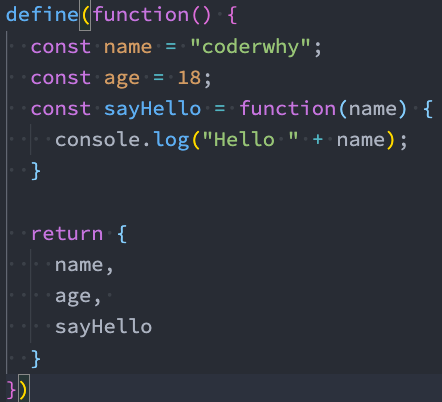 define(function() {
  const name = "coderwhy";
  const age = 18;
  const sayHello = function(name) {
    console.log("Hello " + name);
  }

  return {
    name,
    age,
    sayHello
  }
})